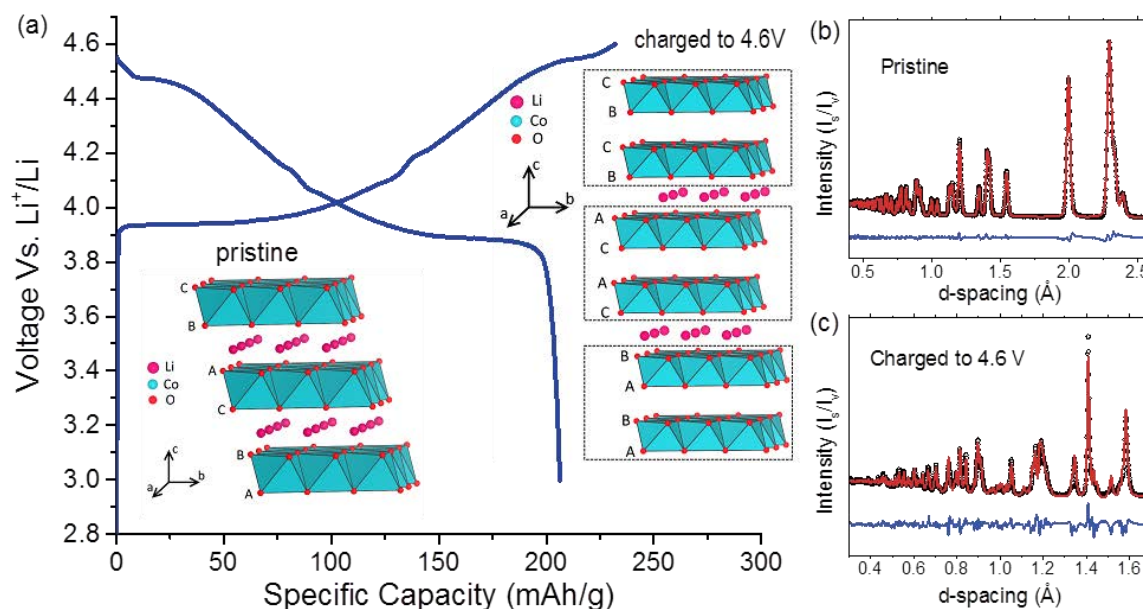 (a)
charged to 4.6V
Voltage Vs. Li⁺/Li
4.6
4.4
4.2
4.0
3.8
3.6
3.4
3.2
3.0
2.8
0
50
100
150
200
250
300
Specific Capacity (mAh/g)
pristine
Li
Co
O
c
b
a
C
B
A
C
B
A
Li
Co
O
c
b
a
C
B
C
B
A
C
A
C
B
A
B
A
(b)
Pristine
Intensity (Iₛ/Iᵥ)
0.5 1.0 1.5 2.0 2.5
d-spacing (Å)
(c)
Charged to 4.6 V
Intensity (Iₛ/Iᵥ)
0.4 0.6 0.8 1.0 1.2 1.4 1.6
d-spacing (Å)